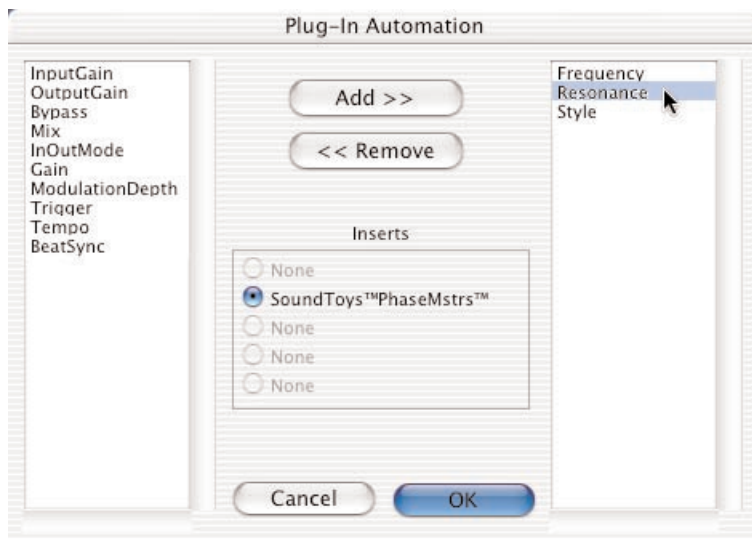 Plug-In Automation
InputGain
OutputGain
Bypass
Mix
InOutMode
Gain
ModulationDepth
Trigger
Tempo
BeatSync
Add >>
<< Remove
Inserts
None
SoundToys™PhaseMstrs™
None
None
None
Cancel
OK
Frequency
Resonance
Style